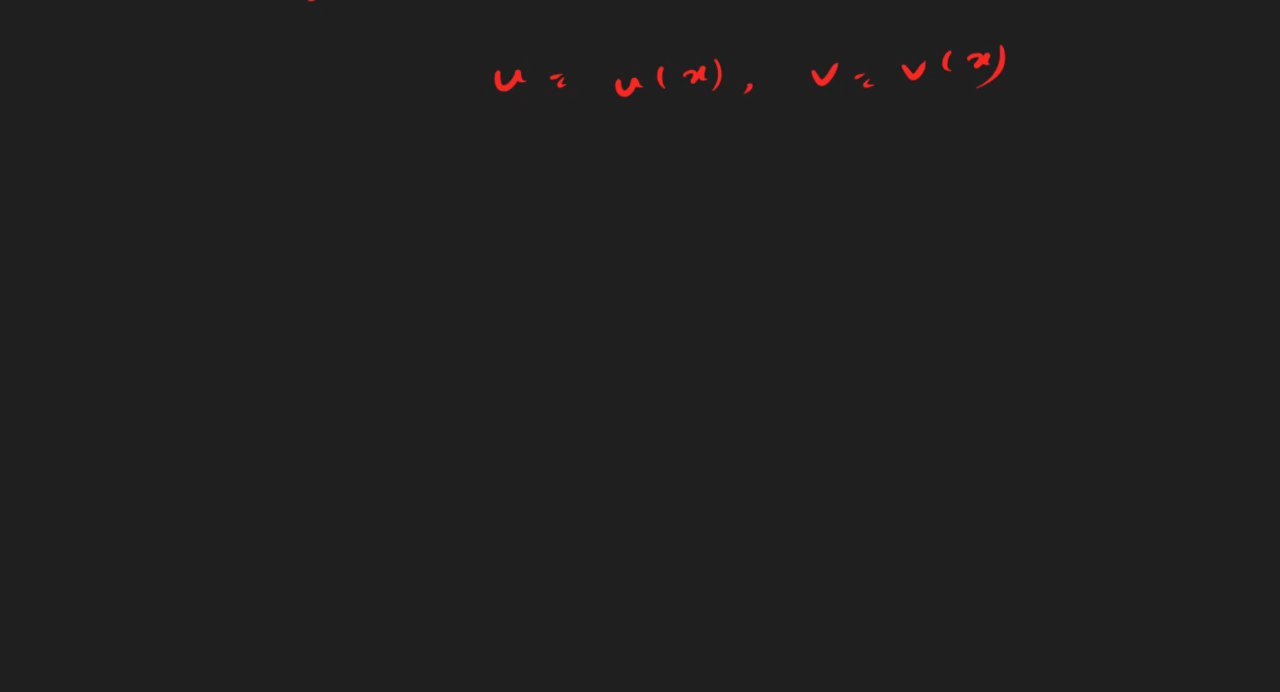 u = u(x), v = v(x)